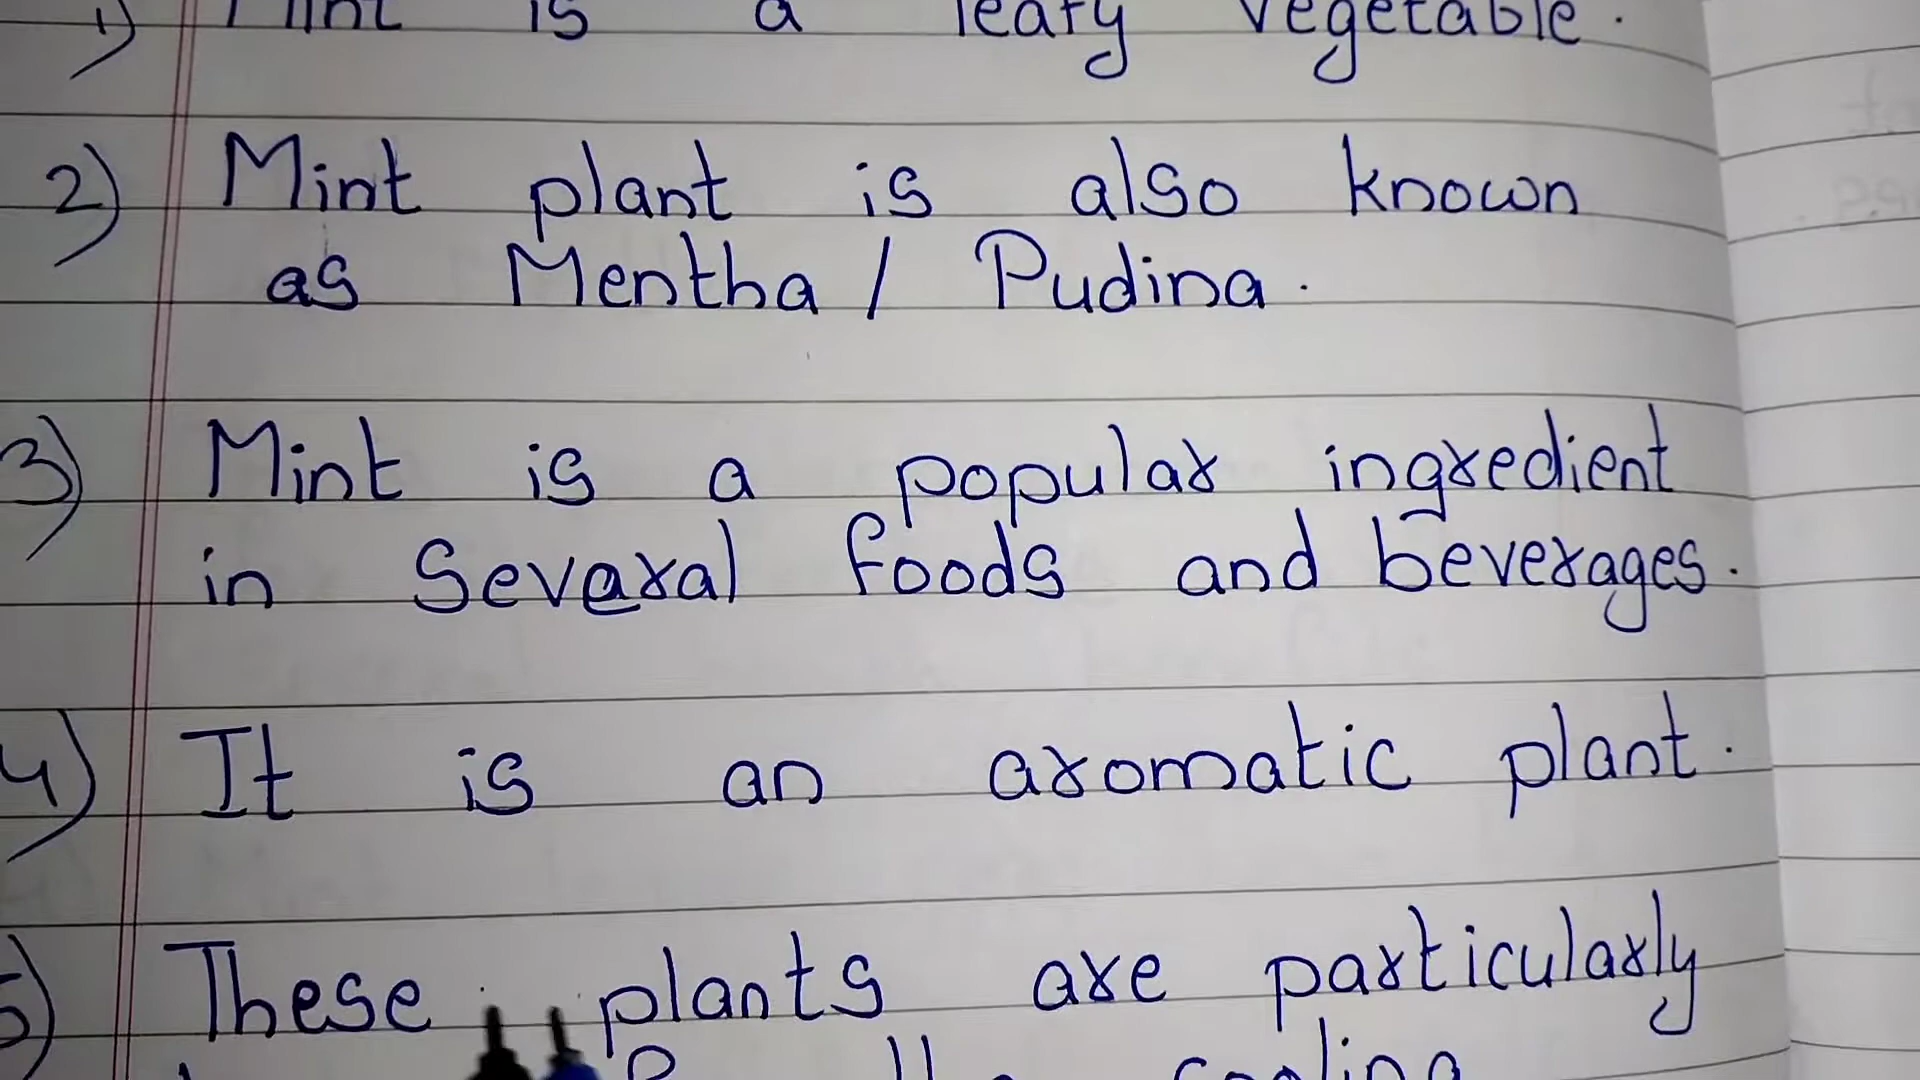 1) Mint is a leafy vegetable.
2) Mint plant is also known
as Mentha / Pudina.
3) Mint is a popular ingredient
in Several foods and beverages.
4) It is an aromatic plant.
5) These plants are particularly
cooling